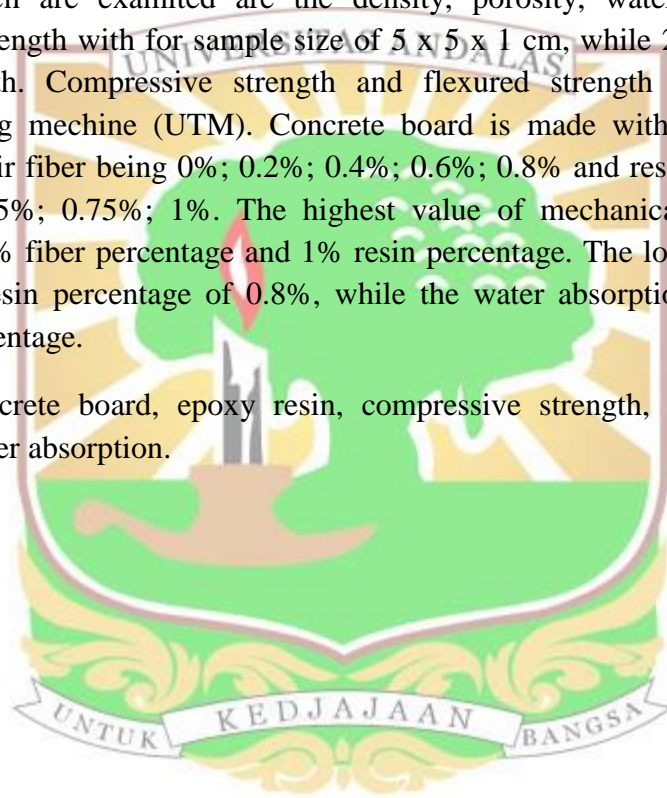 en are examined are the density, porosity, water
ength with for sample size of 5 x 5 x 1 cm, while 2
th. Compressive strength and flexured strength
g mechine (UTM). Concrete board is made with
ir fiber being 0%; 0.2%; 0.4%; 0.6%; 0.8% and res
5%; 0.75%; 1%. The highest value of mechanica
% fiber percentage and 1% resin percentage. The lo
esin percentage of 0.8%, while the water absorptio
entage.
crete board, epoxy resin, compressive strength,
er absorption.
UNIVERSITAS ANDALAS
UNTUK KEDJAJAAN BANGSA